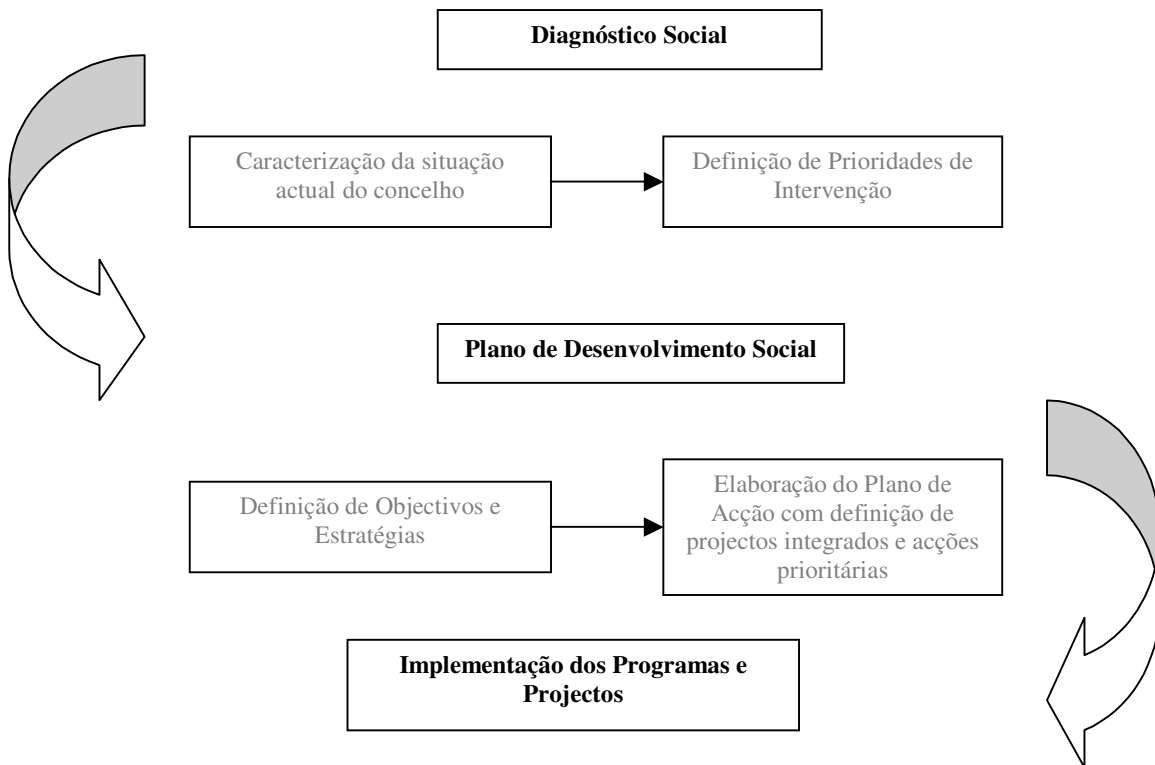 Diagnóstico Social
Caracterização da situação
actual do concelho
Definição de Prioridades de
Intervenção
Plano de Desenvolvimento Social
Definição de Objectivos e
Estratégias
Elaboração do Plano de
Acção com definição de
projectos integrados e acções
prioritárias
Implementação dos Programas e
Projectos